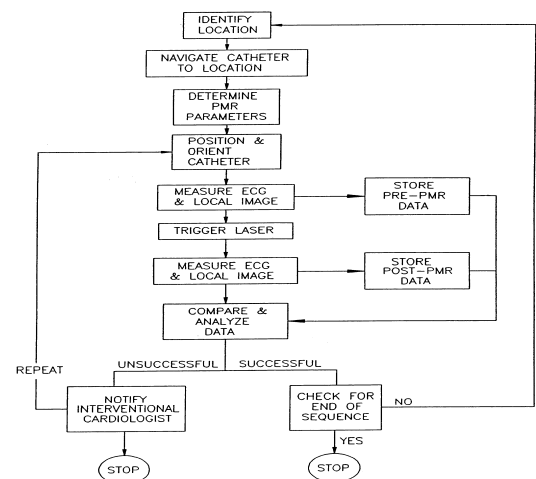 IDENTIFY
LOCATION
NAVIGATE CATHETER
TO LOCATION
DETERMINE
PMR
PARAMETERS
POSITION &
ORIENT
CATHETER
MEASURE ECG
& LOCAL IMAGE
STORE
PRE-PMR
DATA
TRIGGER LASER
MEASURE ECG
& LOCAL IMAGE
STORE
POST-PMR
DATA
COMPARE &
ANALYZE
DATA
UNSUCCESSFUL
SUCCESSFUL
REPEAT
NOTIFY
INTERVENTIONAL
CARDIOLOGIST
CHECK FOR
END OF
SEQUENCE
NO
YES
STOP
STOP